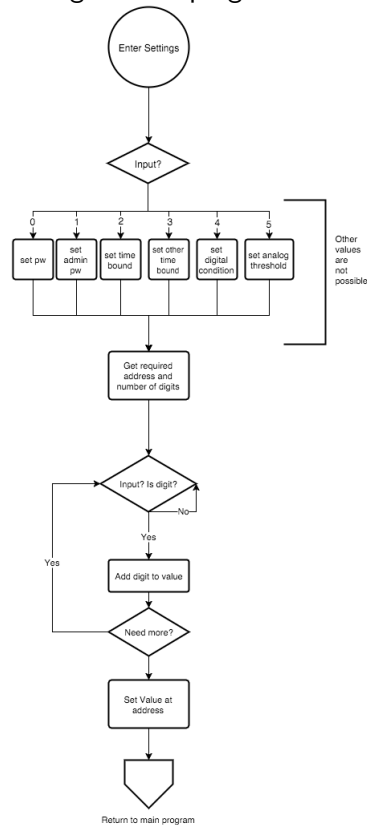 Enter Settings
Input?
0 1 2 3 4 5
set pw
set
admin
pw
set time
bound
set other
time
bound
set
digital
condition
set analog
threshold
Other
values
are
not
possible
Get required
address and
number of digits
Input? Is digit?
No
Yes
Yes
Add digit to value
Need more?
Set Value at
address
Return to main program